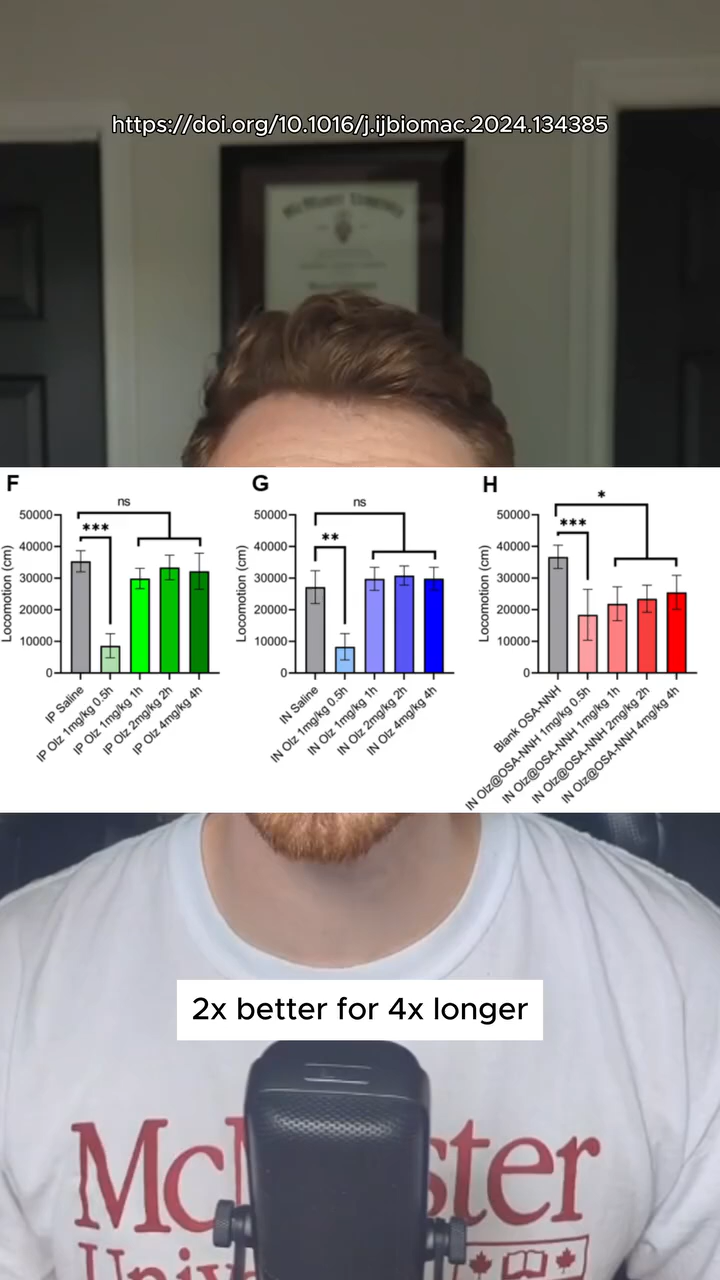 https://doi.org/10.1016/j.ijbiomac.2024.134385
F
G
H
ns
***
50000
40000
30000
20000
10000
0
Locomotion (cm)
IP Saline
IP Olz 1mg/kg 0.5h
IP Olz 1mg/kg 1h
IP Olz 2mg/kg 2h
IP Olz 4mg/kg 4h
ns
**
50000
40000
30000
20000
10000
0
Locomotion (cm)
IN Saline
IN Olz 1mg/kg 0.5h
IN Olz 1mg/kg 1h
IN Olz 2mg/kg 2h
IN Olz 4mg/kg 4h
*
***
50000
40000
30000
20000
10000
0
Locomotion (cm)
Blank OSA-NNH
IN Olz@OSA-NNH 1mg/kg 0.5h
IN Olz@OSA-NNH 1mg/kg 1h
IN Olz@OSA-NNH 2mg/kg 2h
IN Olz@OSA-NNH 4mg/kg 4h
2x better for 4x longer
Mc ster
Univ